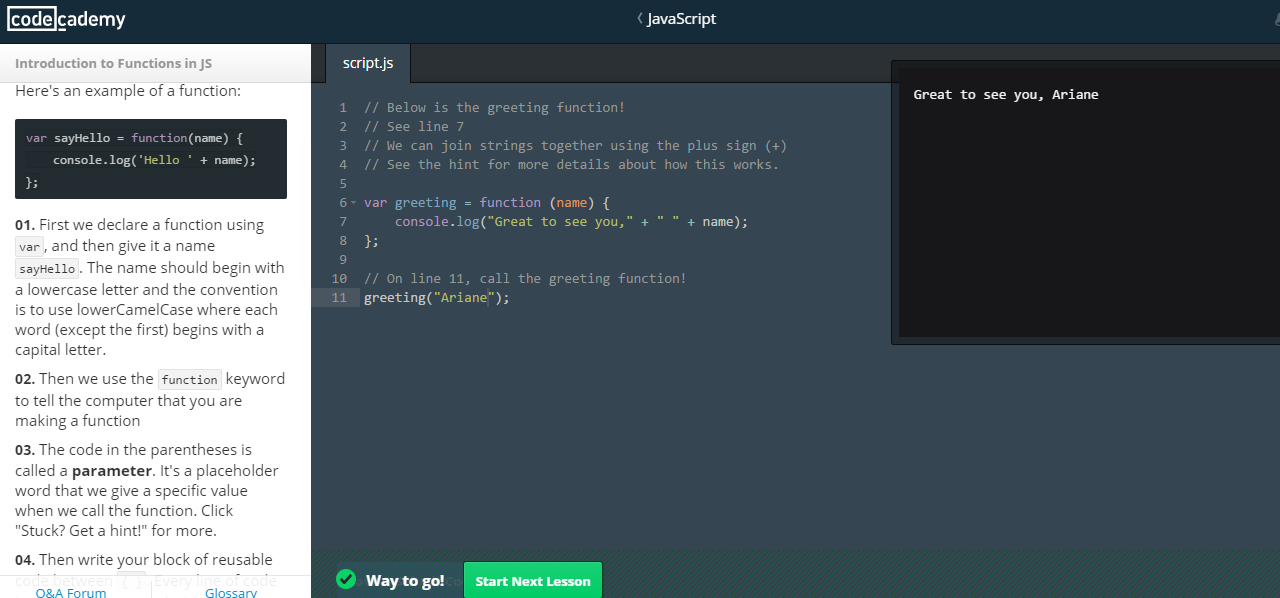 codecademy
JavaScript
Introduction to Functions in JS
Here's an example of a function:
var sayHello = function(name) {
console.log('Hello ' + name);
};
01. First we declare a function using
var, and then give it a name
sayHello. The name should begin with
a lowercase letter and the convention
is to use lowerCamelCase where each
word (except the first) begins with a
capital letter.
02. Then we use the function keyword
to tell the computer that you are
making a function
03. The code in the parentheses is
called a parameter. It's a placeholder
word that we give a specific value
when we call the function. Click
"Stuck? Get a hint!" for more.
04. Then write your block of reusable
code between { }. Every line of code
Q&A Forum
Glossary
script.js
1 // Below is the greeting function!
2 // See line 7
3 // We can join strings together using the plus sign (+)
4 // See the hint for more details about how this works.
5
6 var greeting = function (name) {
7 console.log("Great to see you," + " " + name);
8 };
9
10 // On line 11, call the greeting function!
11 greeting("Ariane");
Great to see you, Ariane
Way to go!
Start Next Lesson